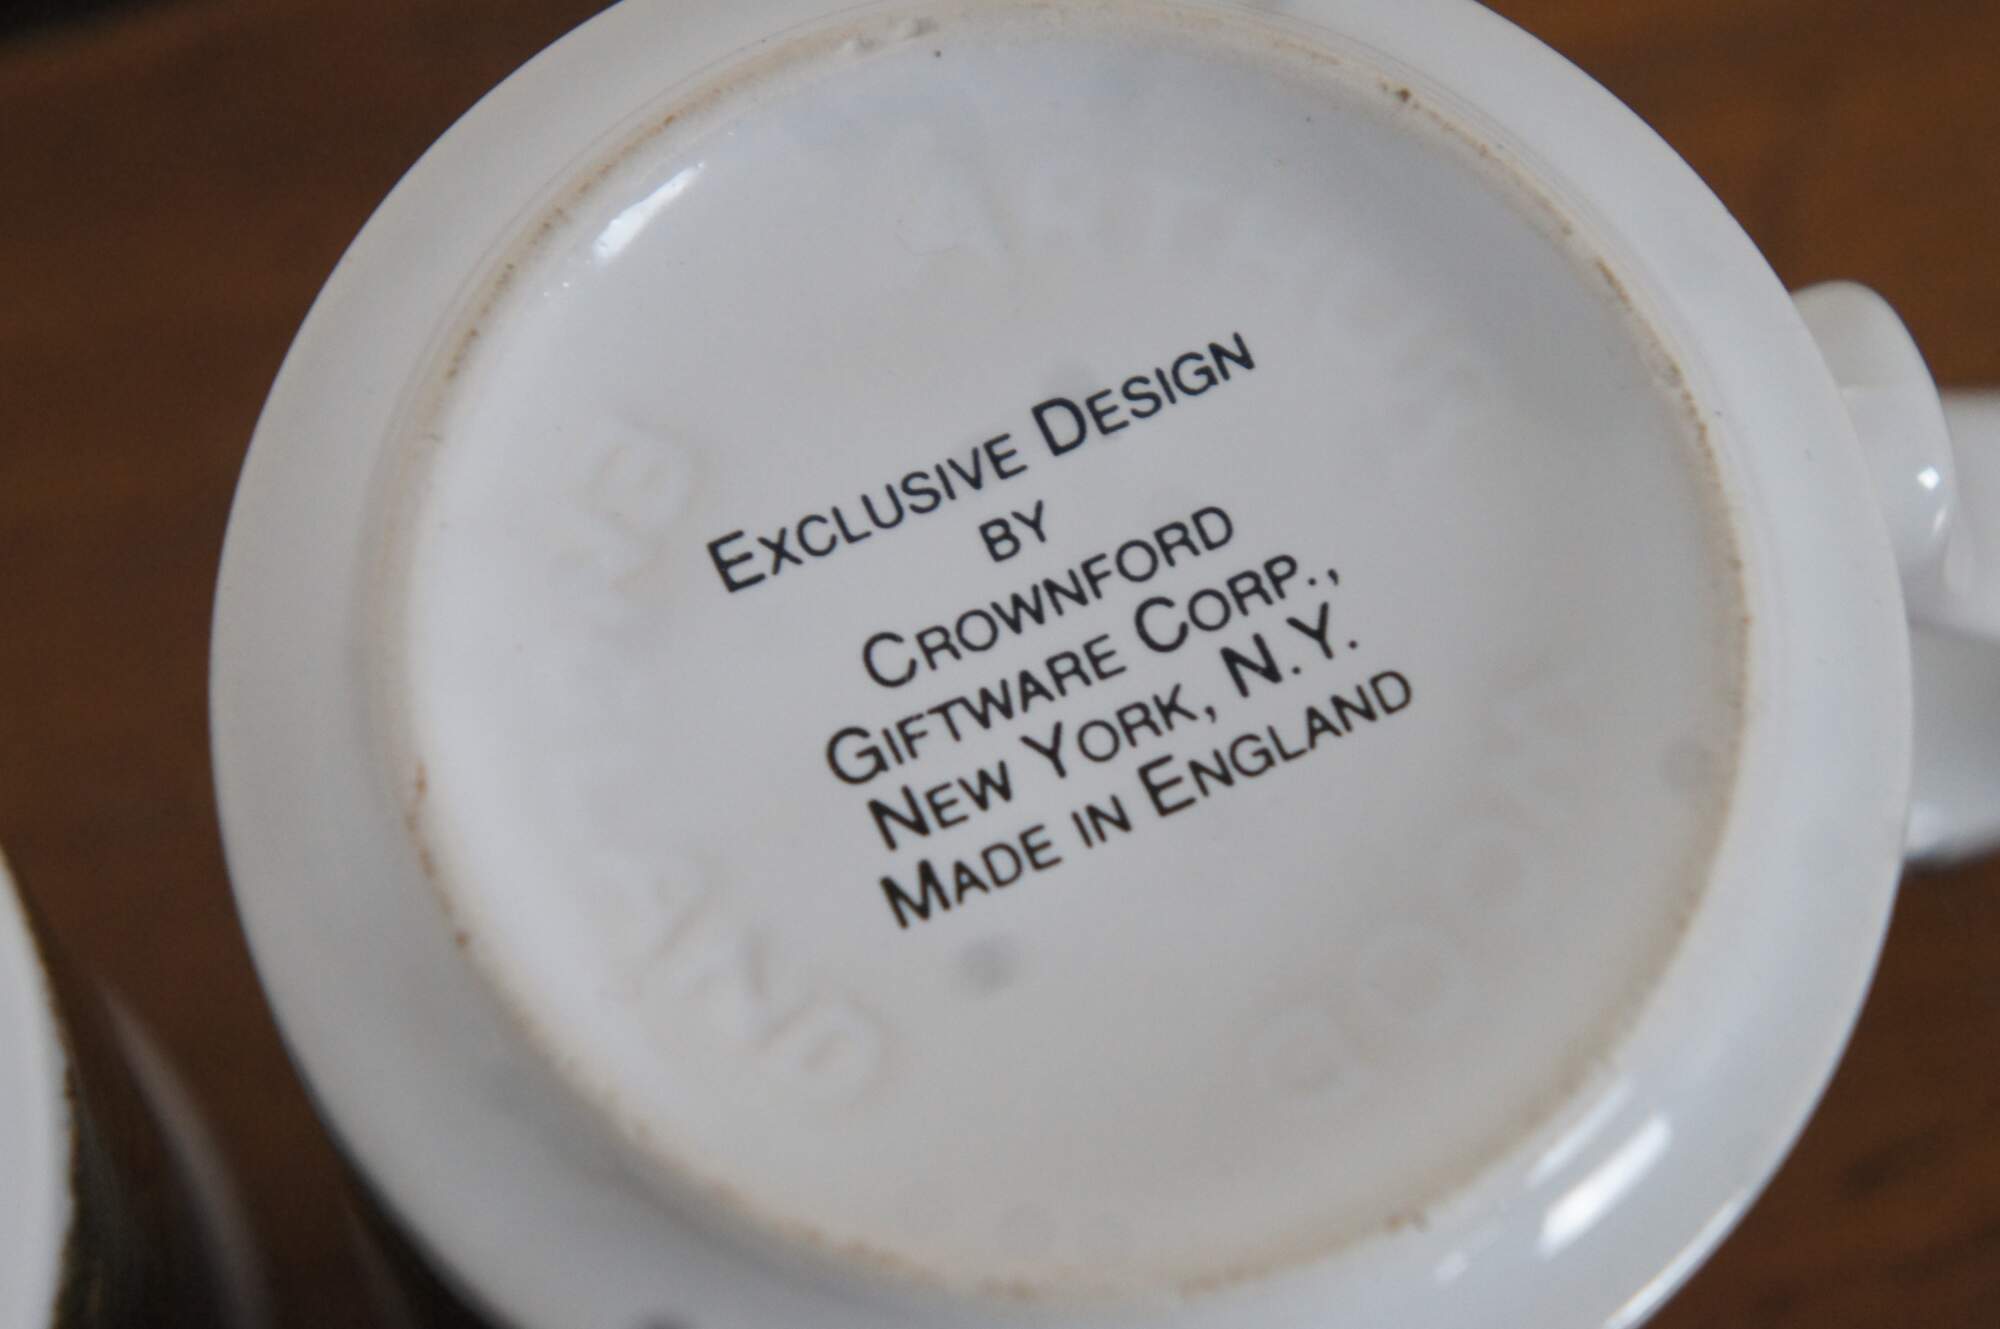 Exclusive Design
by
Crownford
Giftware Corp.,
New York, N.Y.
Made in England